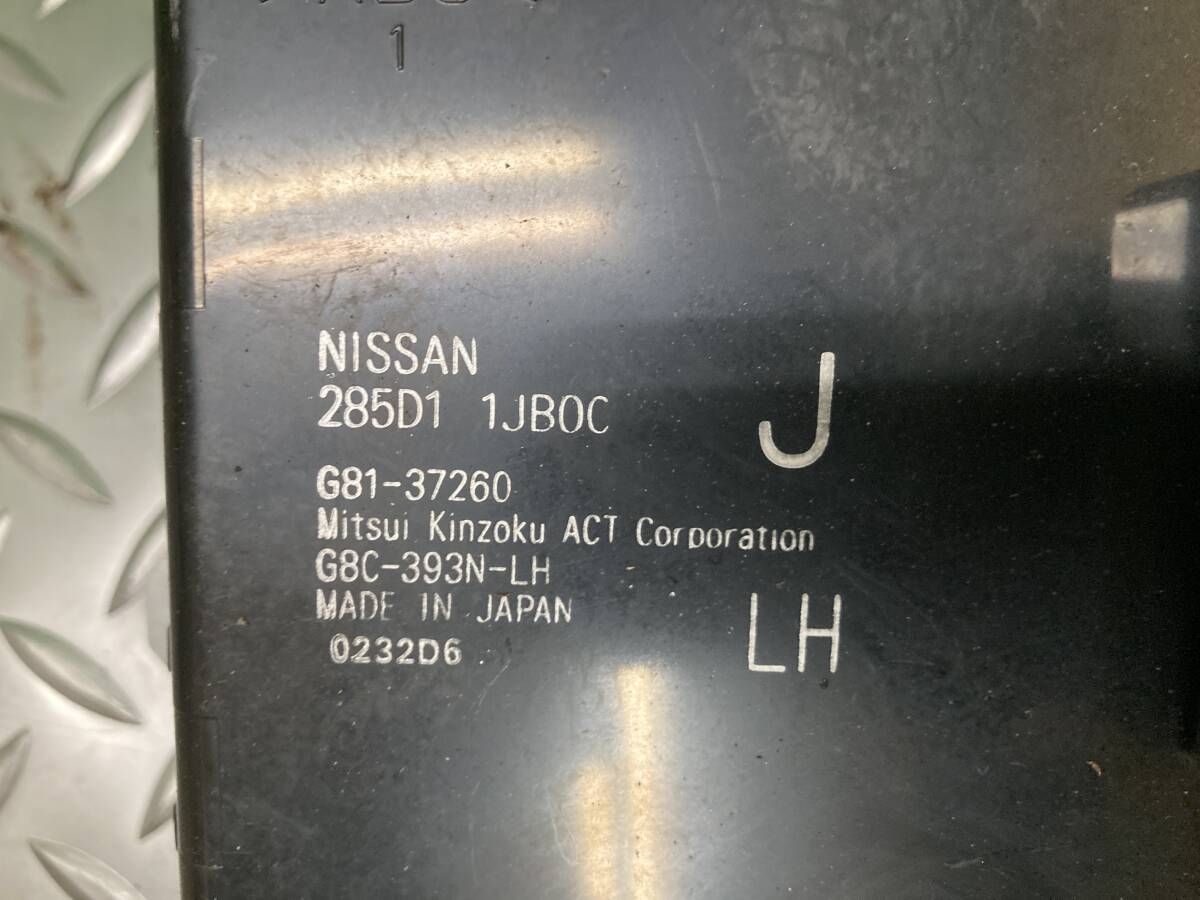 1
NISSAN
285D1 1JB0C
J
G81-37260
Mitsui Kinzoku ACT Corporation
G8C-393N-LH
MADE IN JAPAN
0232D6
LH